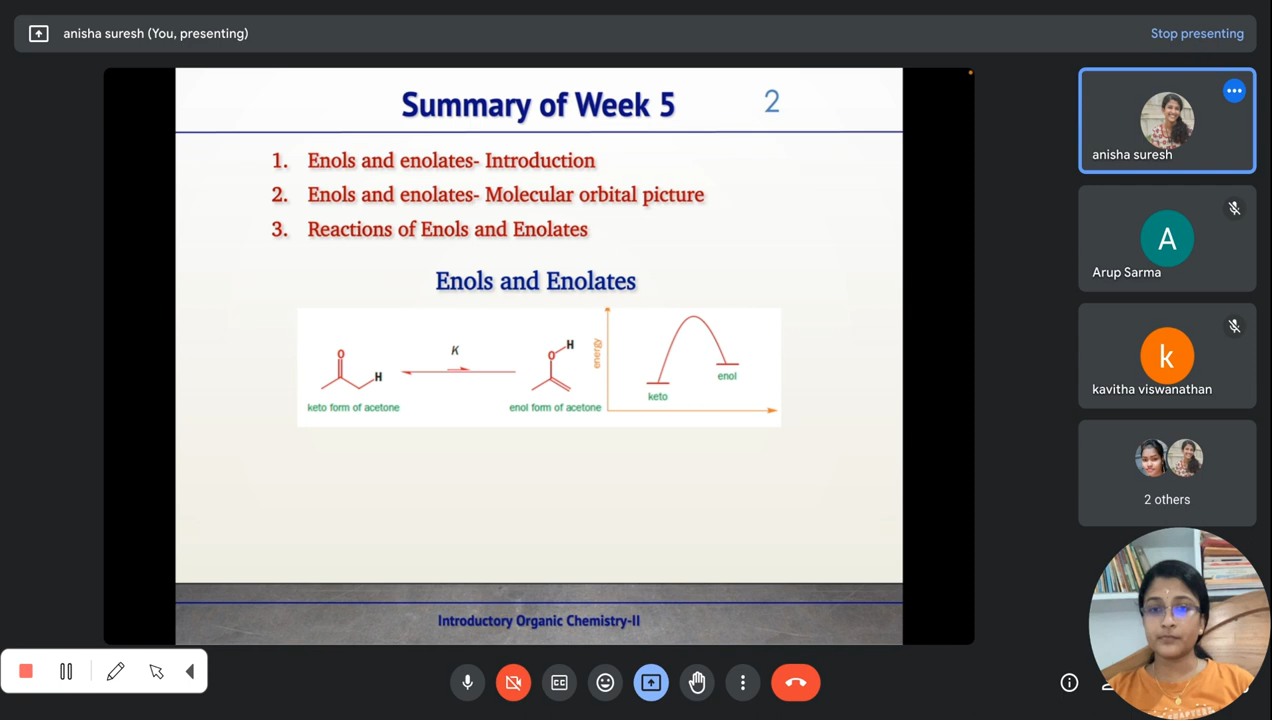 anisha suresh (You, presenting)
Stop presenting
Summary of Week 5
2
1. Enols and enolates- Introduction
2. Enols and enolates- Molecular orbital picture
3. Reactions of Enols and Enolates
Enols and Enolates
O
H
keto form of acetone
K
O
H
enol form of acetone
energy
keto
enol
Introductory Organic Chemistry-II
anisha suresh
A
Arup Sarma
k
kavitha viswanathan
2 others
CC